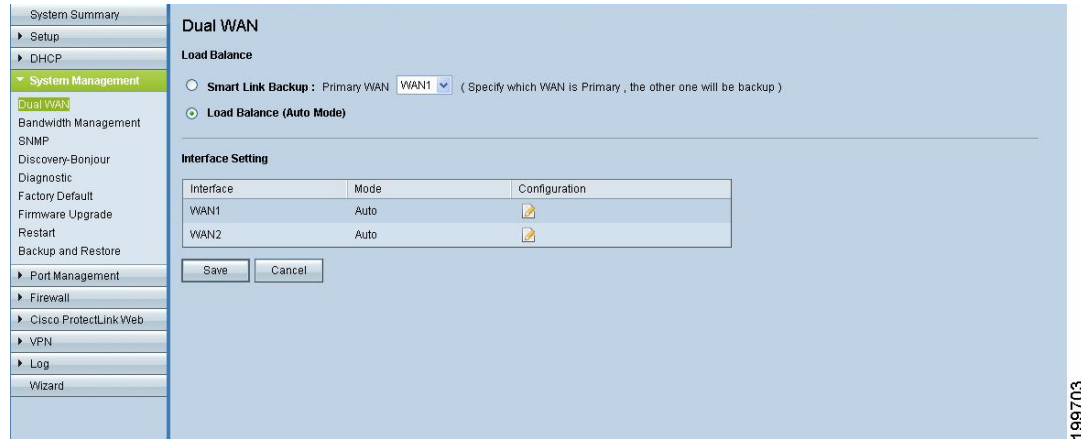 System Summary
Setup
DHCP
System Management
Dual WAN
Bandwidth Management
SNMP
Discovery-Bonjour
Diagnostic
Factory Default
Firmware Upgrade
Restart
Backup and Restore
Port Management
Firewall
Cisco ProtectLink Web
VPN
Log
Wizard
Dual WAN
Load Balance
Smart Link Backup : Primary WAN WAN1 ( Specify which WAN is Primary , the other one will be backup )
Load Balance (Auto Mode)
Interface Setting
Interface Mode Configuration
WAN1 Auto
WAN2 Auto
Save Cancel
199703